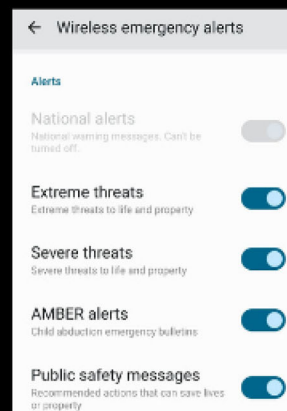 Wireless emergency alerts
Alerts
National alerts
National warning messages. Can't be
turned off.
Extreme threats
Extreme threats to life and property
Severe threats
Severe threats to life and property
AMBER alerts
Child abduction emergency bulletins
Public safety messages
Recommended actions that can save lives
or property